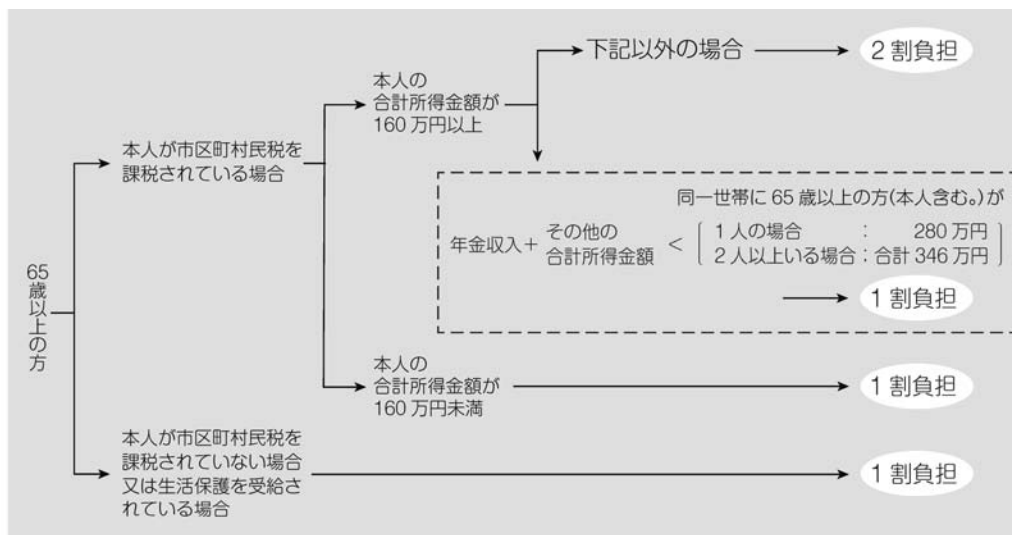 下記以外の場合
2割負担
本人の
合計所得金額が
160万円以上
本人が市区町村民税を
課税されている場合
同一世帯に65歳以上の方(本人含む。)が
年金収入+
その他の
合計所得金額
<
1人の場合 : 280万円
2人以上いる場合:合計346万円
1割負担
65歳以上の方
本人の
合計所得金額が
160万円未満
1割負担
本人が市区町村民税を
課税されていない場合
又は生活保護を受給さ
れている場合
1割負担